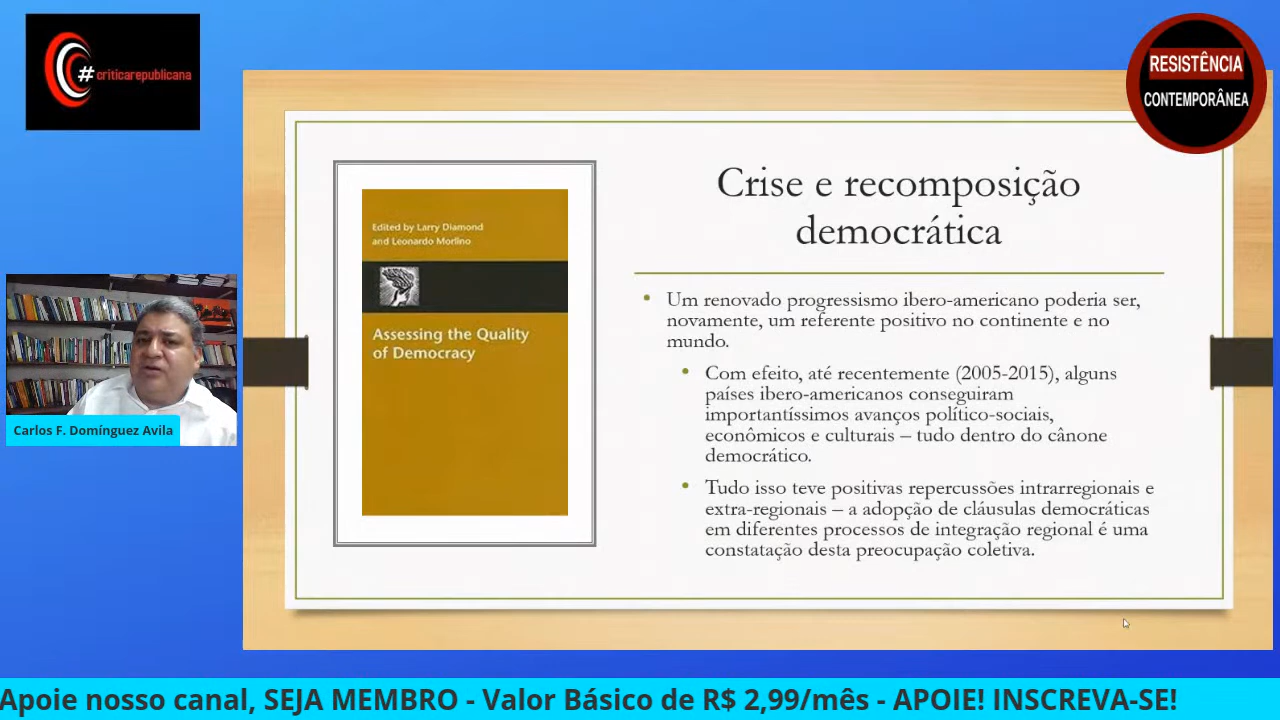 #criticarepublicana
RESISTÊNCIA
CONTEMPORÂNEA
Edited by Larry Diamond
and Leonardo Morlino
Assessing the Quality
of Democracy
Crise e recomposição
democrática
• Um renovado progressismo ibero-americano poderia ser,
novamente, um referente positivo no continente e no
mundo.
• Com efeito, até recentemente (2005-2015), alguns
países ibero-americanos conseguiram
importantíssimos avanços político-sociais,
econômicos e culturais – tudo dentro do cânone
democrático.
• Tudo isso teve positivas repercussões intrarregionais e
extra-regionais – a adopção de cláusulas democráticas
em diferentes processos de integração regional é uma
constatação desta preocupação coletiva.
Carlos F. Domínguez Avila
Apoie nosso canal, SEJA MEMBRO - Valor Básico de R$ 2,99/mês - APOIE! INSCREVA-SE!